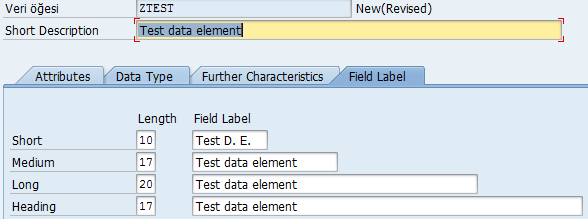 Veri öğesi ZTEST New(Revised)
Short Description Test data element
Attributes Data Type Further Characteristics Field Label
Length Field Label
Short 10 Test D. E.
Medium 17 Test data element
Long 20 Test data element
Heading 17 Test data element